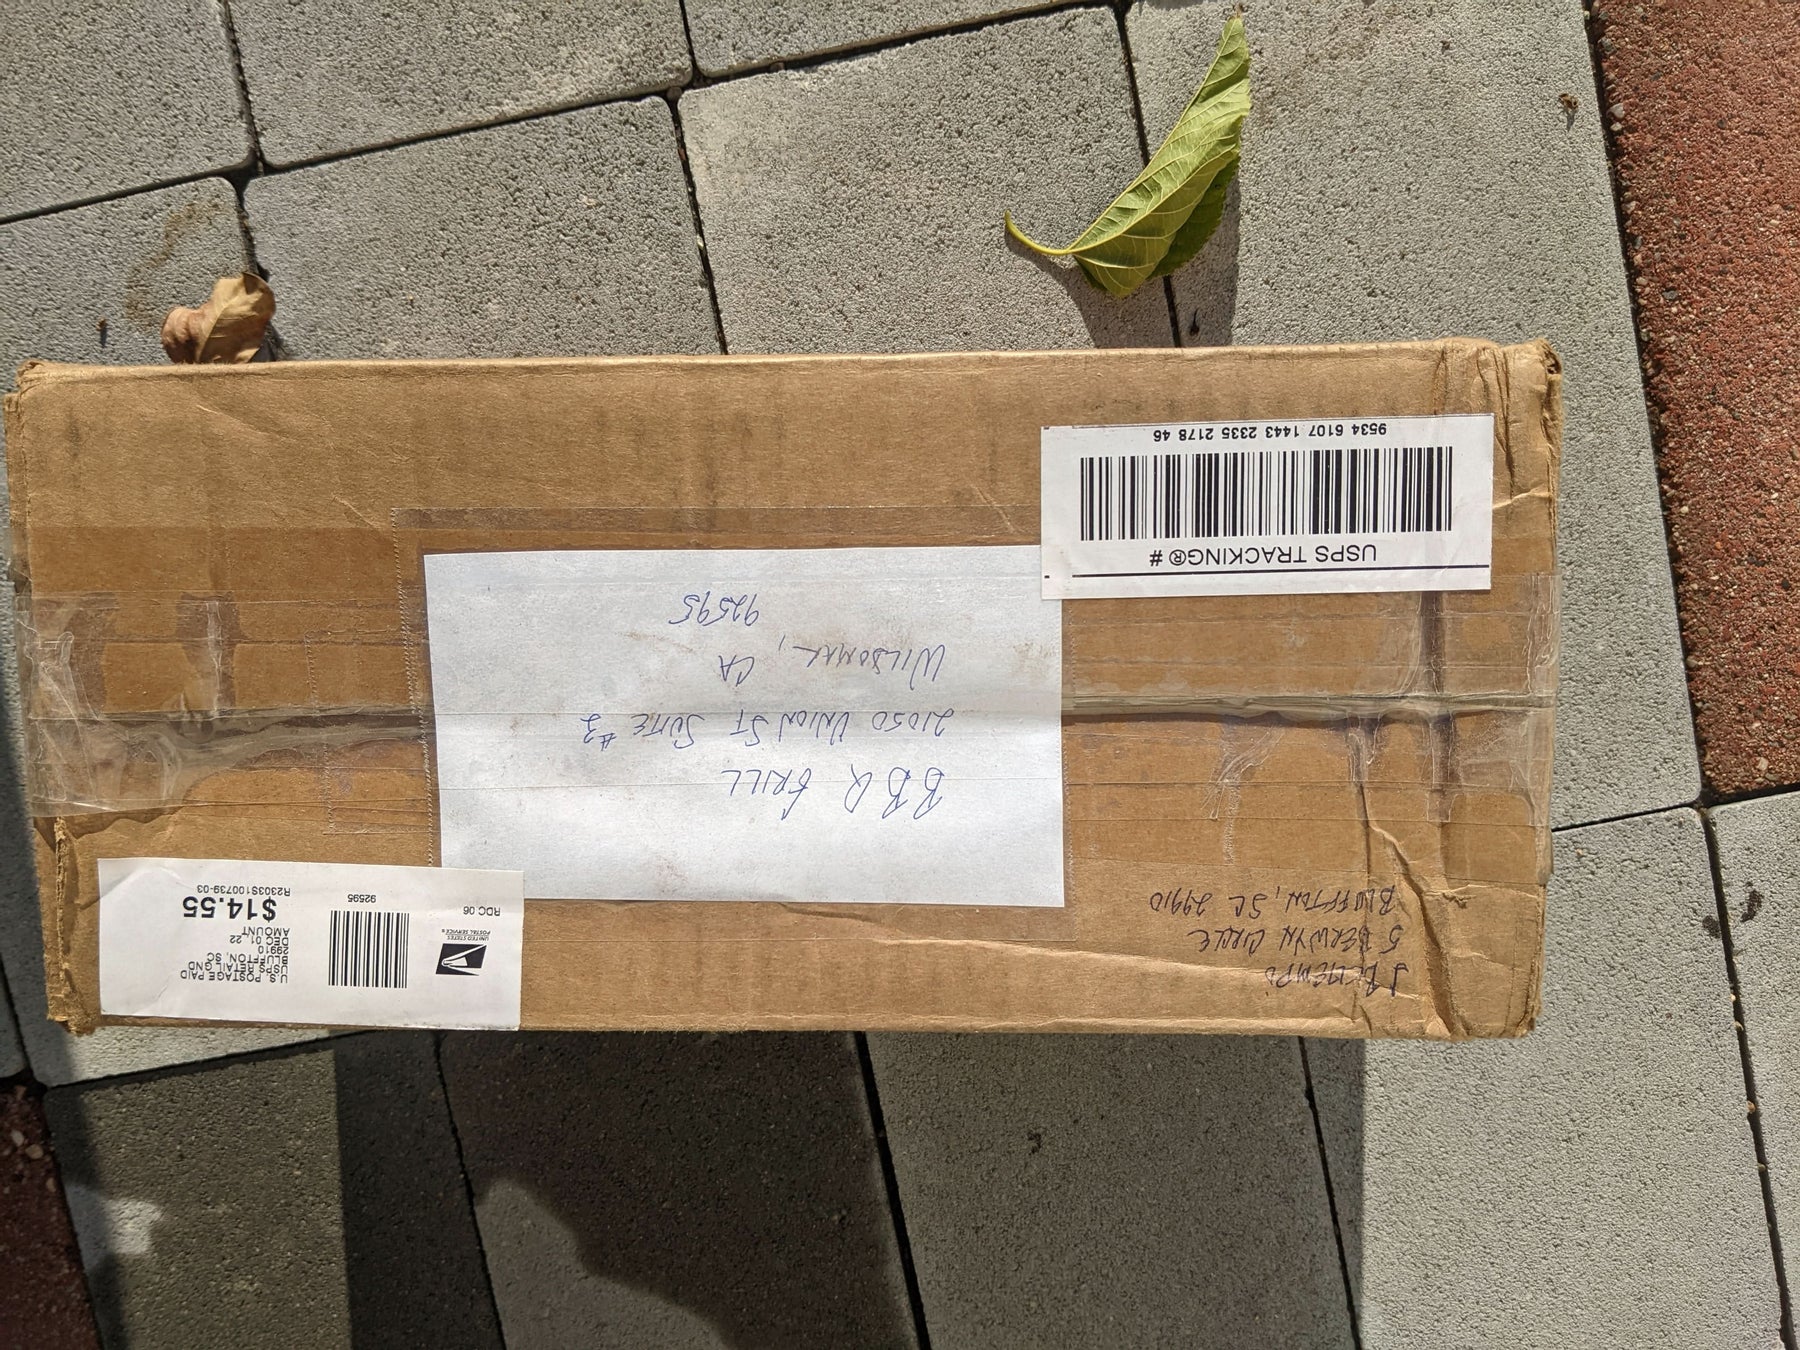 J
5 BERWYN CIRCLE
BLUFFTON, SC 29910
UNITED STATES
POSTAL SERVICE®
RDC 06
92595
U.S. POSTAGE PAID
USPS RETAIL GND
BLUFFTON, SC
29910
DEC 01, 22
AMOUNT
$14.55
R2303S100739-03
BBQ GRILL
21050 UNION ST SUITE #3
WILDOMAR, CA
92595
USPS TRACKING® #
9534 6107 1443 2335 2178 46